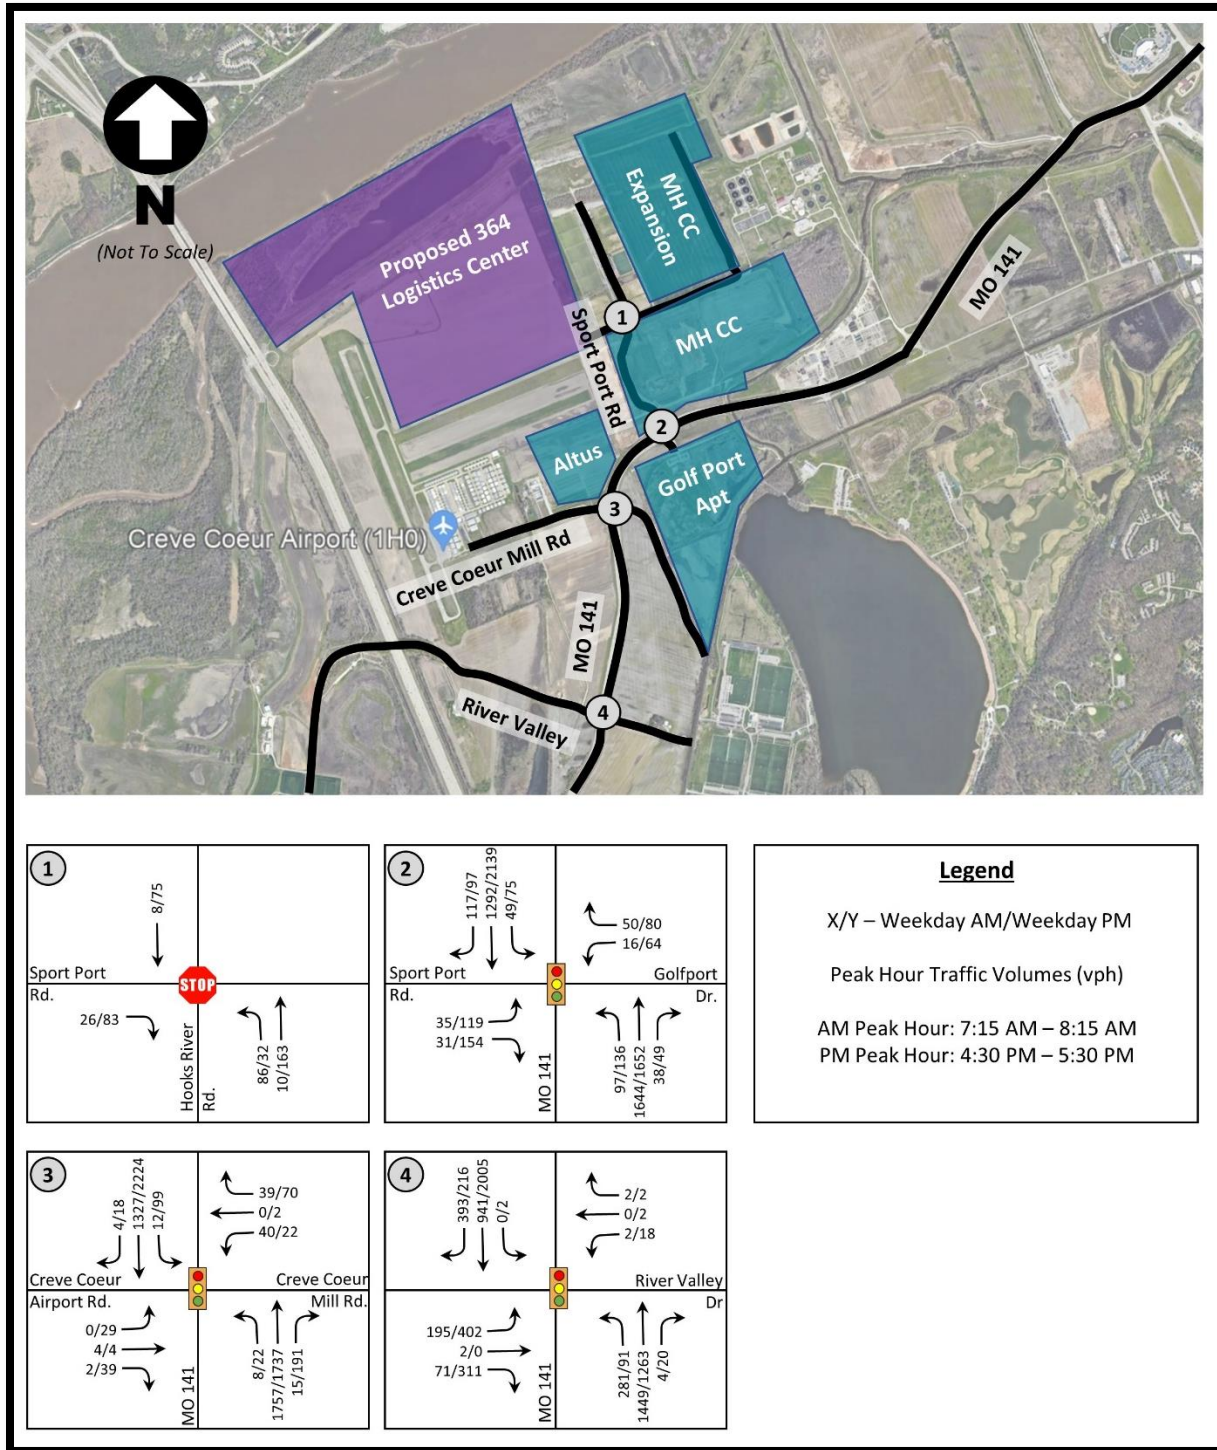 N
(Not To Scale)
Proposed 364
Logistics Center
MH CC
Expansion
MO 141
1
MH CC
Sport Port Rd
2
Altus
Golf Port
Apt
3
Creve Coeur Airport (1H0)
Creve Coeur Mill Rd
MO 141
River Valley
4
1
8/75
Sport Port
Rd.
STOP
26/83
Hooks River
Rd.
86/32
10/163
2
117/97
1292/2139
49/75
50/80
16/64
Sport Port
Rd.
Golfport
Dr.
35/119
31/154
MO 141
97/136
1644/1652
38/49
Legend
X/Y – Weekday AM/Weekday PM
Peak Hour Traffic Volumes (vph)
AM Peak Hour: 7:15 AM – 8:15 AM
PM Peak Hour: 4:30 PM – 5:30 PM
3
4/18
1327/2224
12/99
39/70
0/2
40/22
Creve Coeur
Airport Rd.
Creve Coeur
Mill Rd.
0/29
4/4
2/39
MO 141
8/22
1757/1737
15/191
4
393/216
941/2005
0/2
2/2
0/2
2/18
River Valley
Dr
195/402
2/0
71/311
MO 141
281/91
1449/1263
4/20